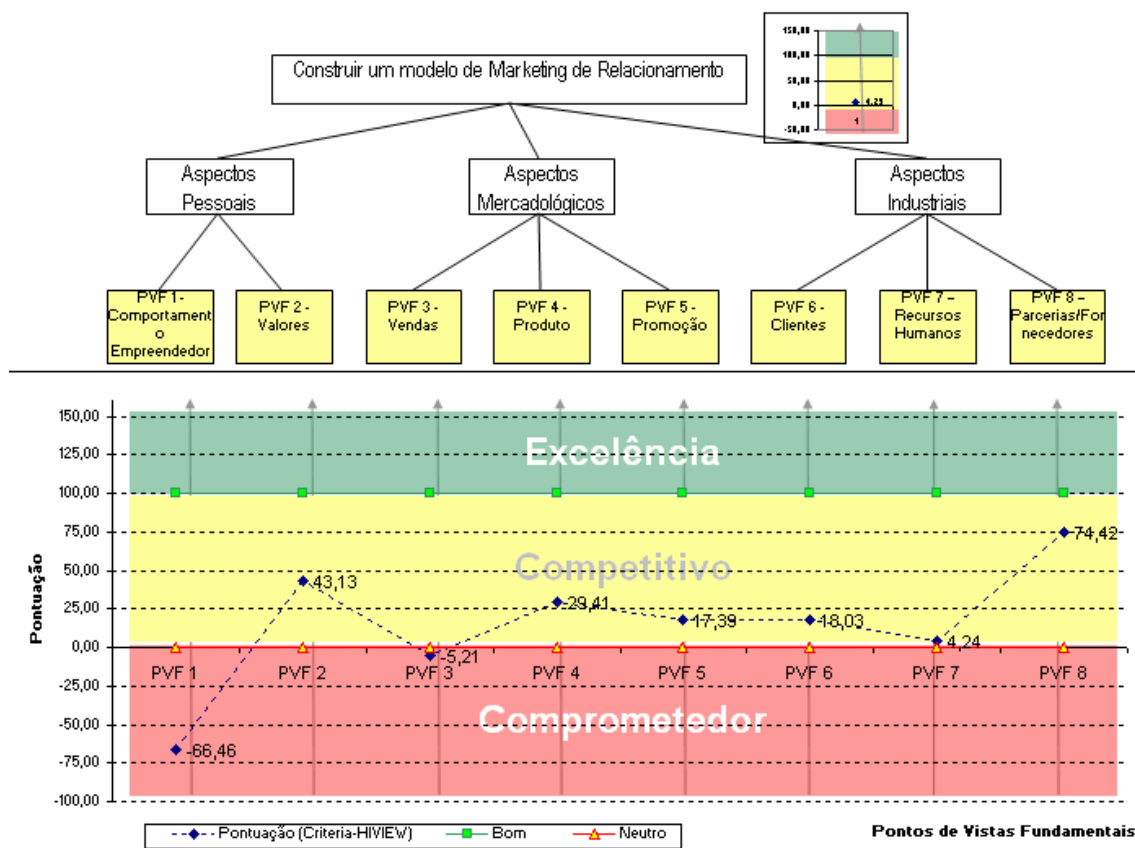 Construir um modelo de Marketing de Relacionamento
150,00
100,00
50,00
0,00
-50,00
1
Aspectos
Pessoais
Aspectos
Mercadológicos
Aspectos
Industriais
PVF 1-
Comportament
o
Empreendedor
PVF 2 -
Valores
PVF 3 -
Vendas
PVF 4 -
Produto
PVF 5 -
Promoção
PVF 6 -
Clientes
PVF 7 –
Recursos
Humanos
PVF 8 –
Parcerias/For
necedores
Pontuação
150,00
125,00
100,00
75,00
50,00
25,00
0,00
-25,00
-50,00
-75,00
-100,00
Excelência
Competitivo
Comprometedor
-66,46
43,13
-5,21
29,41
17,39
18,03
4,24
74,42
PVF 1
PVF 2
PVF 3
PVF 4
PVF 5
PVF 6
PVF 7
PVF 8
Pontuação (Criteria-HIVIEW)
Bom
Neutro
Pontos de Vistas Fundamentais